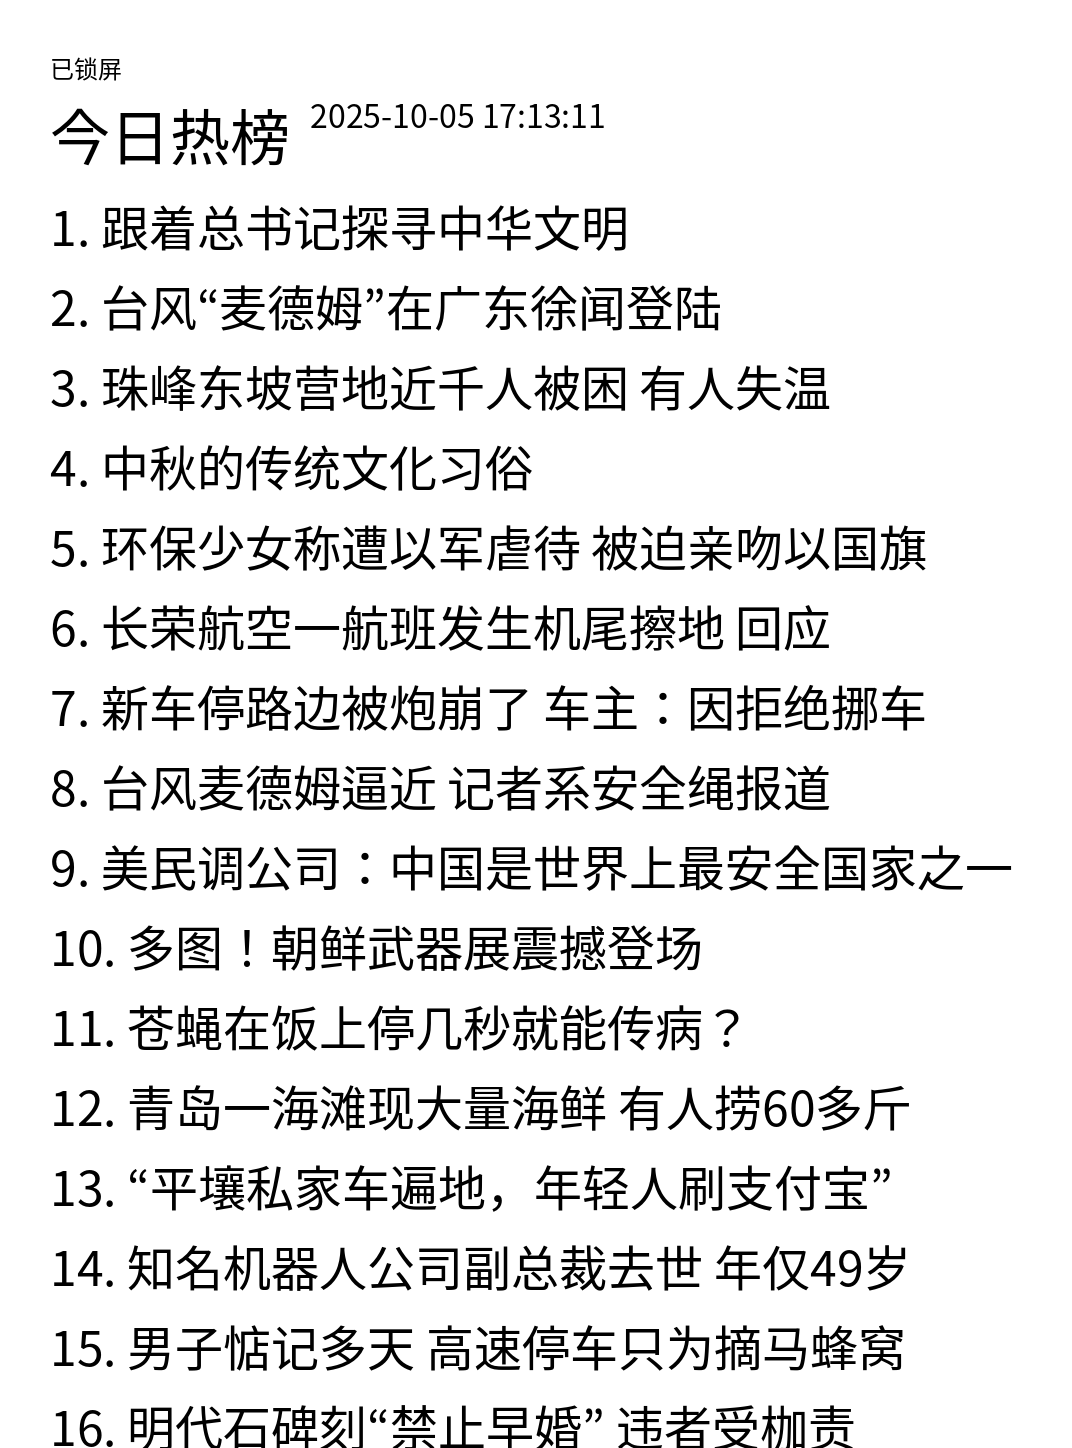 已锁屏
今日热榜 2025-10-05 17:13:11
1. 跟着总书记探寻中华文明
2. 台风“麦德姆”在广东徐闻登陆
3. 珠峰东坡营地近千人被困 有人失温
4. 中秋的传统文化习俗
5. 环保少女称遭以军虐待 被迫亲吻以国旗
6. 长荣航空一航班发生机尾擦地 回应
7. 新车停路边被炮崩了 车主：因拒绝挪车
8. 台风麦德姆逼近 记者系安全绳报道
9. 美民调公司：中国是世界上最安全国家之一
10. 多图！朝鲜武器展震撼登场
11. 苍蝇在饭上停几秒就能传病？
12. 青岛一海滩现大量海鲜 有人捞60多斤
13. “平壤私家车遍地，年轻人刷支付宝”
14. 知名机器人公司副总裁去世 年仅49岁
15. 男子惦记多天 高速停车只为摘马蜂窝
16. 明代石碑刻“禁止早婚” 违者受枷责